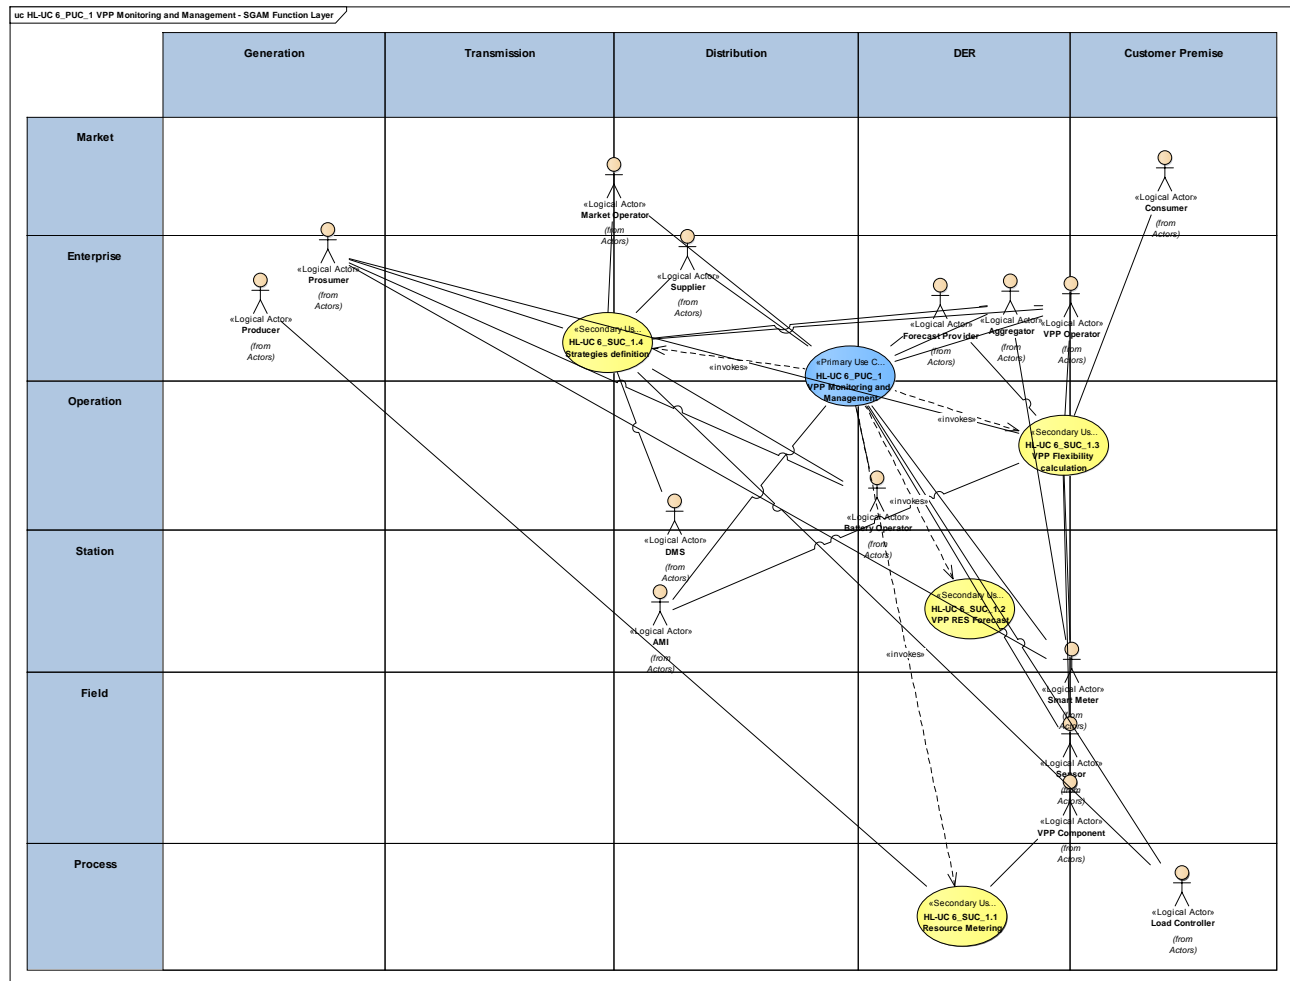 uc HL-UC 6_PUC_1 VPP Monitoring and Management - SGAM Function Layer
Generation
Transmission
Distribution
DER
Customer Premise
Market
«Logical Actor»
Market Operator
(from
Actors)
«Logical Actor»
Consumer
(from
Actors)
Enterprise
«Logical Actor»
Prosumer
(from
Actors)
«Logical Actor»
Producer
(from
Actors)
«Logical Actor»
Supplier
(from
Actors)
«Secondary Us...
HL-UC 6_SUC_1.4
Strategies definition
«Logical Actor»
Forecast Provider
(from
Actors)
«Logical Actor»
Aggregator
(from
Actors)
«Logical Actor»
VPP Operator
(from
Actors)
«invokes»
«Primary Use C...
HL-UC 6_PUC_1
VPP Monitoring and
Management
Operation
«invokes»
«Secondary Us...
HL-UC 6_SUC_1.3
VPP Flexibility
calculation
«invokes»
«Logical Actor»
Battery Operator
(from
Actors)
«Logical Actor»
DMS
(from
Actors)
Station
«Logical Actor»
AMI
(from
Actors)
«Secondary Us...
HL-UC 6_SUC_1.2
VPP RES Forecast
«invokes»
Field
«Logical Actor»
Smart Meter
(from
Actors)
«Logical Actor»
Sensor
(from
Actors)
«Logical Actor»
VPP Component
(from
Actors)
Process
«Secondary Us...
HL-UC 6_SUC_1.1
Resource Metering
«Logical Actor»
Load Controller
(from
Actors)